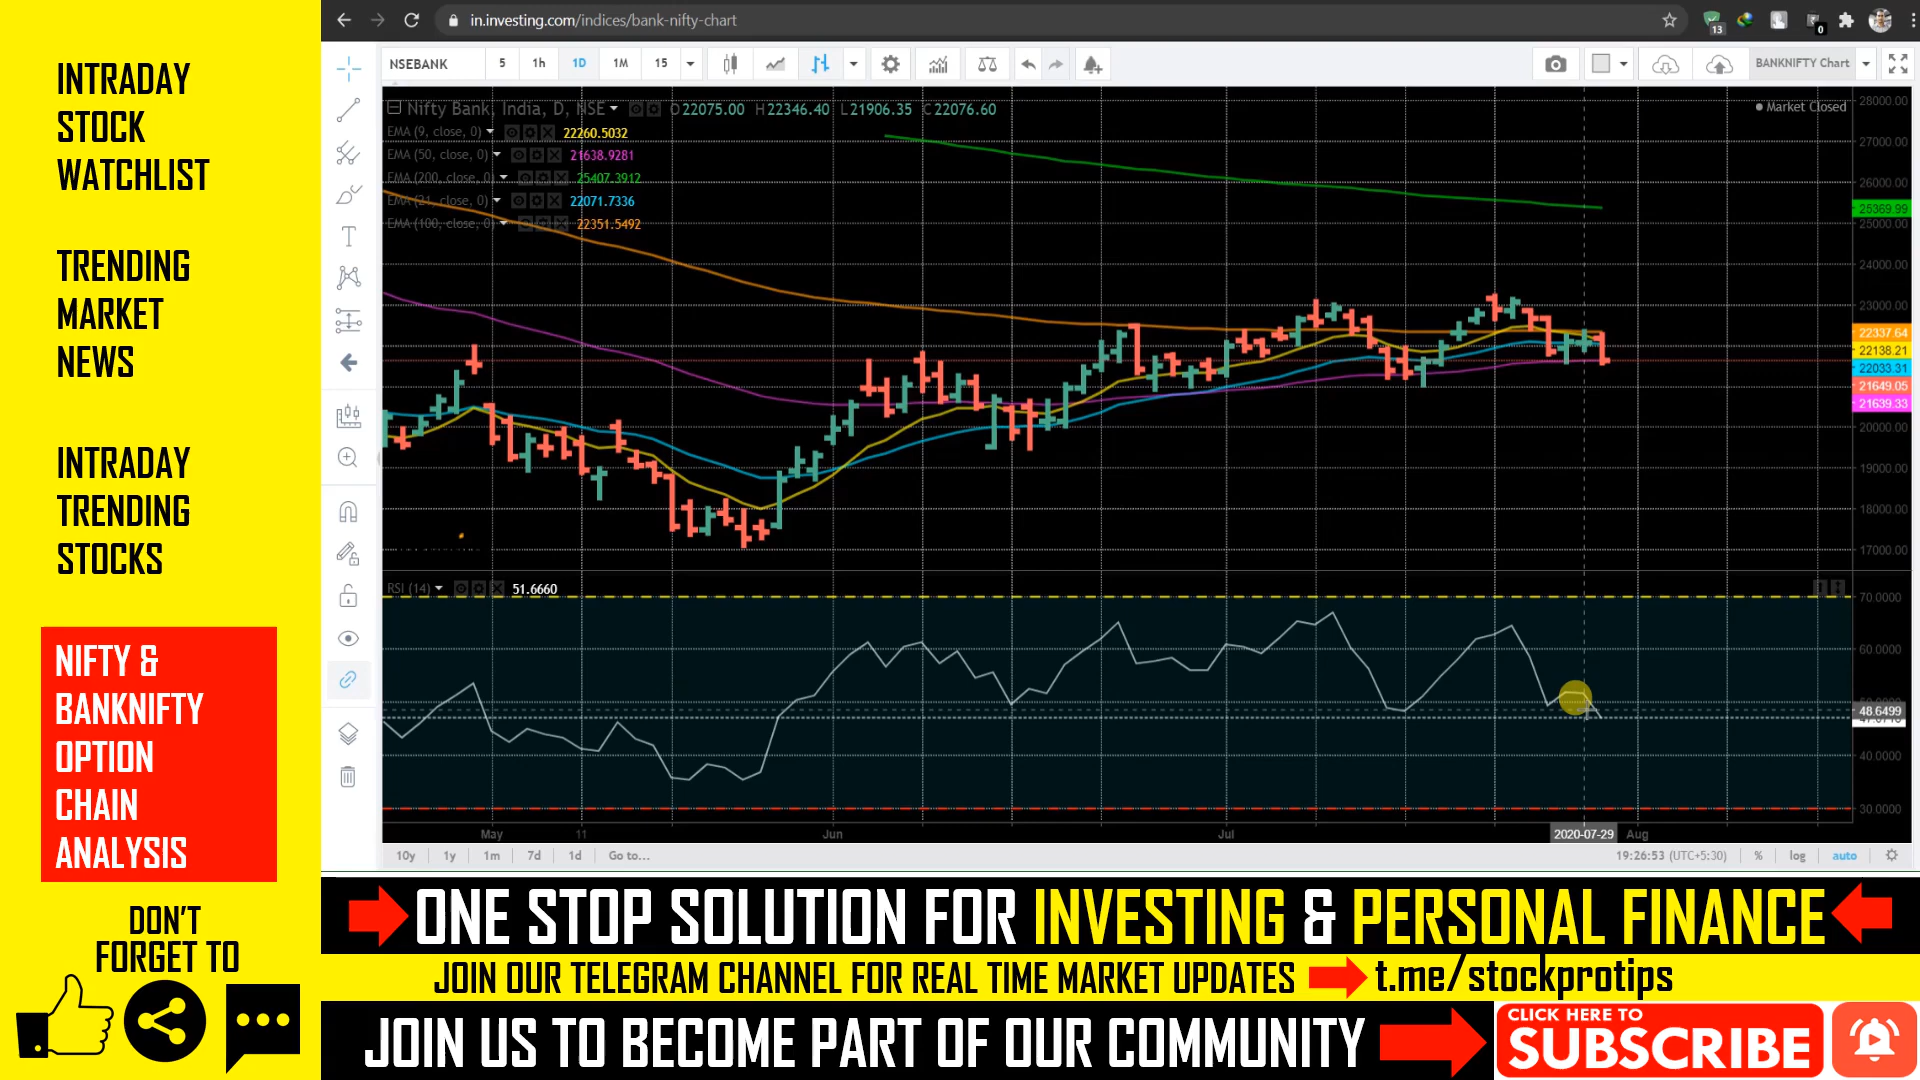 INTRADAY
STOCK
WATCHLIST
TRENDING
MARKET
NEWS
INTRADAY
TRENDING
STOCKS
NIFTY &
BANKNIFTY
OPTION
CHAIN
ANALYSIS
DON'T
FORGET TO
in.investing.com/indices/bank-nifty-chart
13
0
NSEBANK 5 1h 1D 1M 15
BANKNIFTY Chart
Nifty Bank, India, D, NSE O22075.00 H22346.40 L21906.35 C22076.60
Market Closed
EMA (9, close, 0) 22260.5032
EMA (50, close, 0) 21638.9281
EMA (200, close, 0) 25407.3912
EMA (21, close, 0) 22071.7336
EMA (100, close, 0) 22351.5492
28000.00
27000.00
26000.00
25369.99
25000.00
24000.00
23000.00
22337.64
22138.21
22033.31
21649.05
21639.33
20000.00
19000.00
18000.00
17000.00
RSI (14) 51.6660
70.0000
60.0000
48.6499
40.0000
30.0000
May 11 Jun Jul 2020-07-29 Aug
10y 1y 1m 7d 1d Go to... 19:26:53 (UTC+5:30) % log auto
ONE STOP SOLUTION FOR INVESTING & PERSONAL FINANCE
JOIN OUR TELEGRAM CHANNEL FOR REAL TIME MARKET UPDATES t.me/stockprotips
JOIN US TO BECOME PART OF OUR COMMUNITY
CLICK HERE TO
SUBSCRIBE